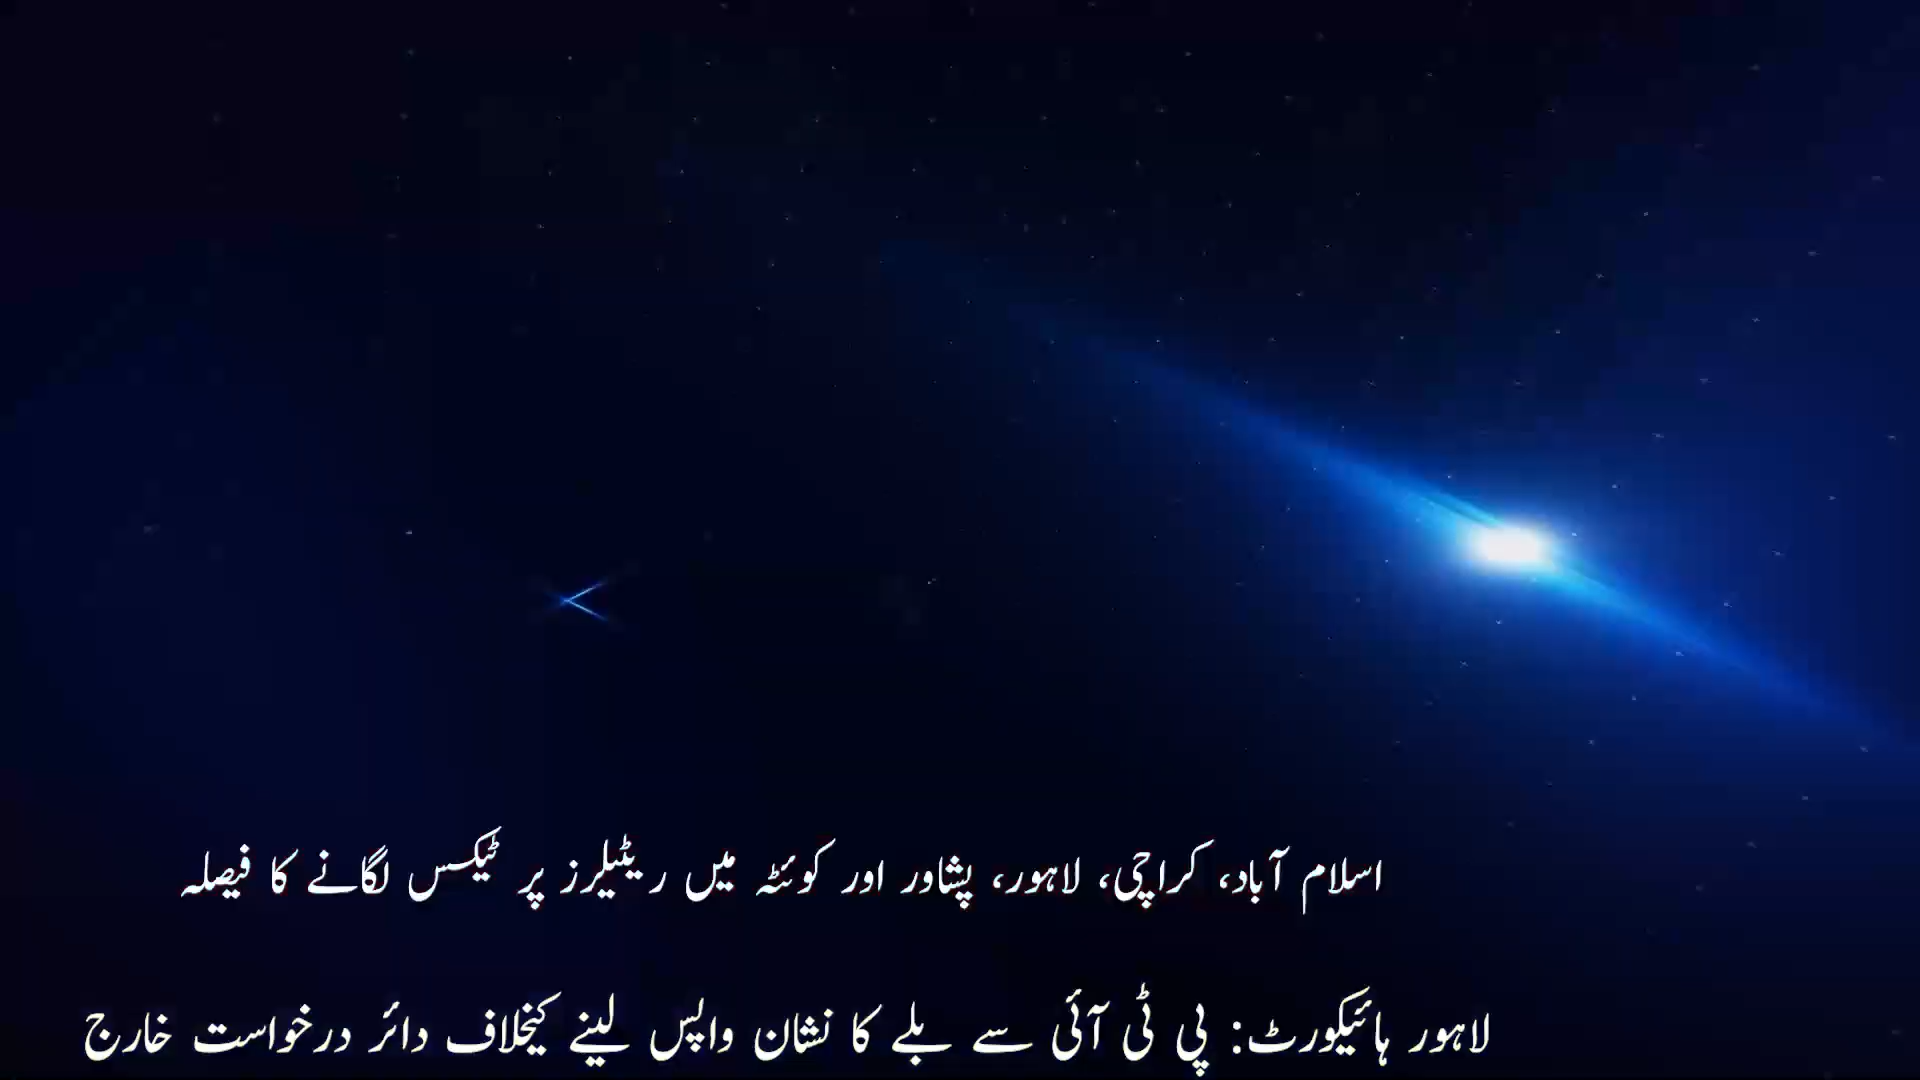 اسلام آباد، کراچی، لاہور، پشاور اور کوئٹہ میں ریٹیلرز پر ٹیکس لگانے کا فیصلہ
لاہور ہائیکورٹ: پی ٹی آئی سے بلے کا نشان واپس لینے کیخلاف دائر درخواست خارج